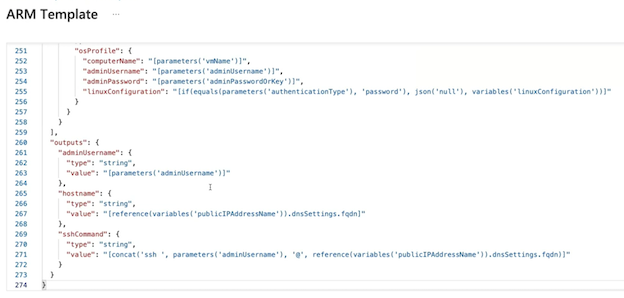 ARM Template ...
251 "osProfile": {
252 "computerName": "[parameters('vmName')]",
253 "adminUsername": "[parameters('adminUsername')]",
254 "adminPassword": "[parameters('adminPasswordOrKey')]",
255 "linuxConfiguration": "[if(equals(parameters('authenticationType'), 'password'), json('null'), variables('linuxConfiguration'))]"
256 }
257 }
258 }
259 ],
260 "outputs": {
261 "adminUsername": {
262 "type": "string",
263 "value": "[parameters('adminUsername')]"
264 },
265 "hostname": {
266 "type": "string",
267 "value": "[reference(variables('publicIPAddressName')).dnsSettings.fqdn]"
268 },
269 "sshCommand": {
270 "type": "string",
271 "value": "[concat('ssh ', parameters('adminUsername'), '@', reference(variables('publicIPAddressName')).dnsSettings.fqdn)]"
272 }
273 }
274 }